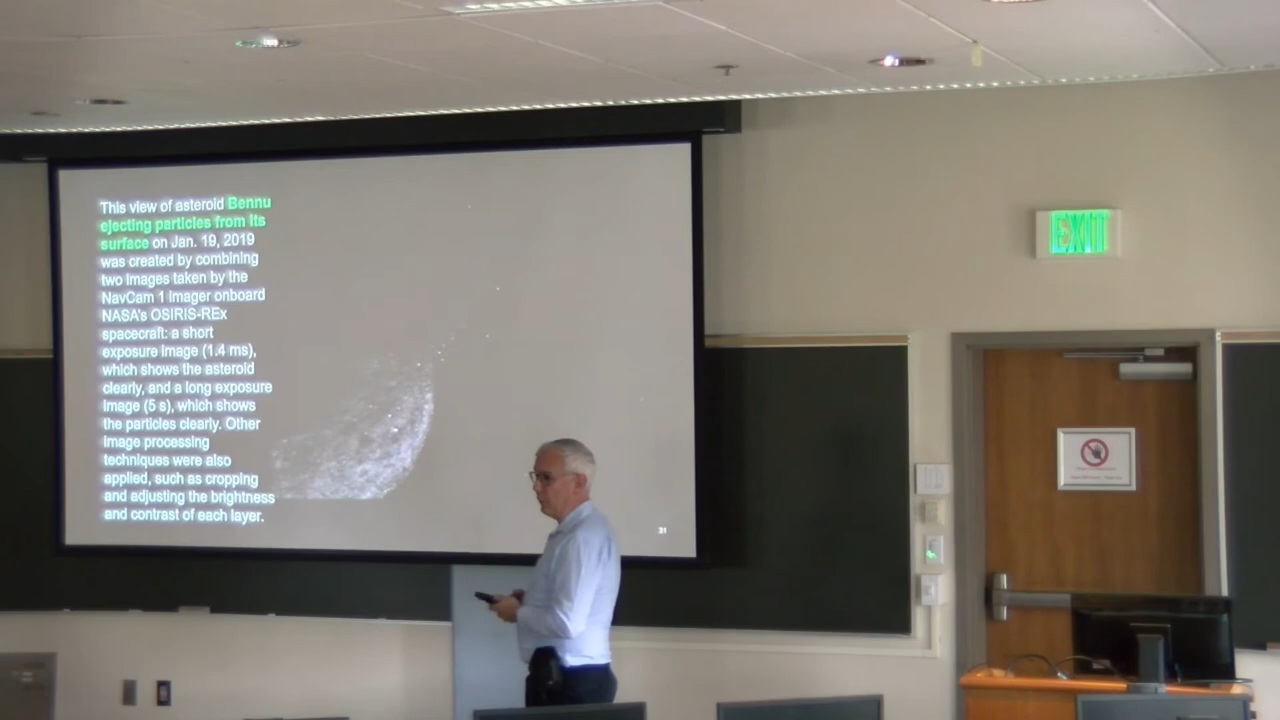 This view of asteroid Bennu
ejecting particles from its
surface on Jan. 19, 2019
was created by combining
two images taken by the
NavCam 1 imager onboard
NASA's OSIRIS-REx
spacecraft: a short
exposure image (1.4 ms),
which shows the asteroid
clearly, and a long exposure
image (5 s), which shows
the particles clearly. Other
image processing
techniques were also
applied, such as cropping
and adjusting the brightness
and contrast of each layer.
31
EXIT